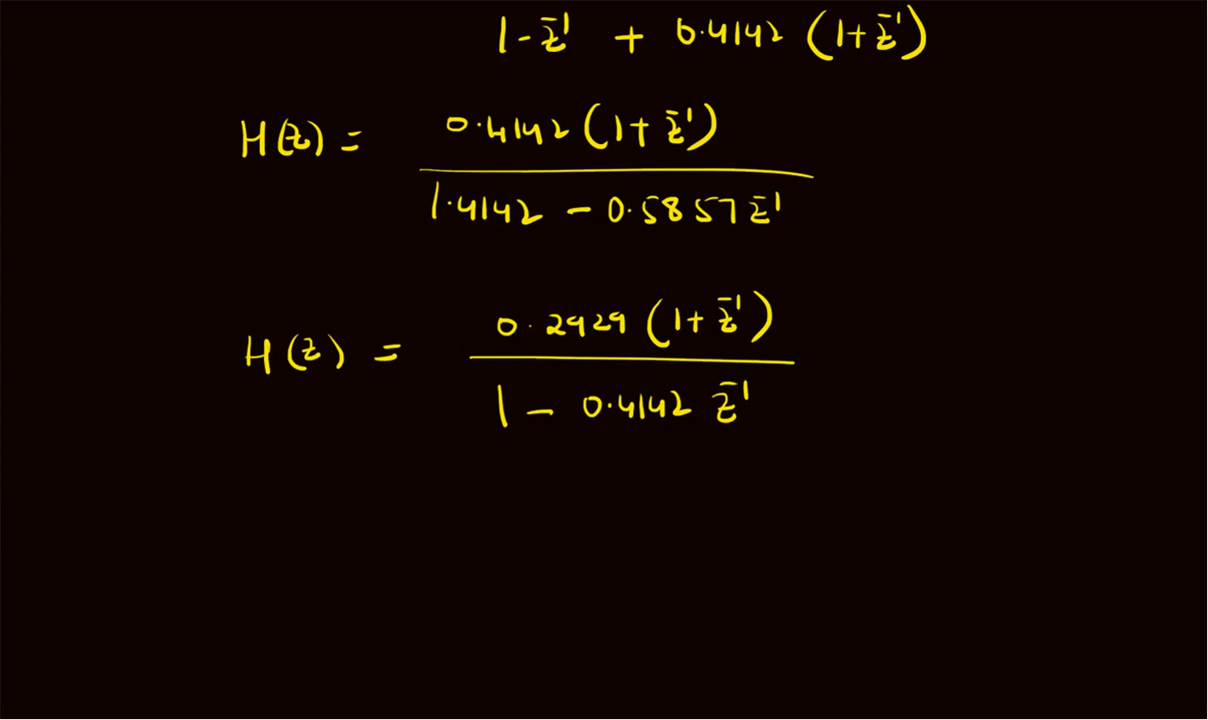 1 - z⁻¹ + 0.4142 (1 + z⁻¹)
H(z) = 0.4142 (1 + z⁻¹)
1.4142 - 0.5857 z⁻¹
H(z) = 0.2929 (1 + z⁻¹)
1 - 0.4142 z⁻¹